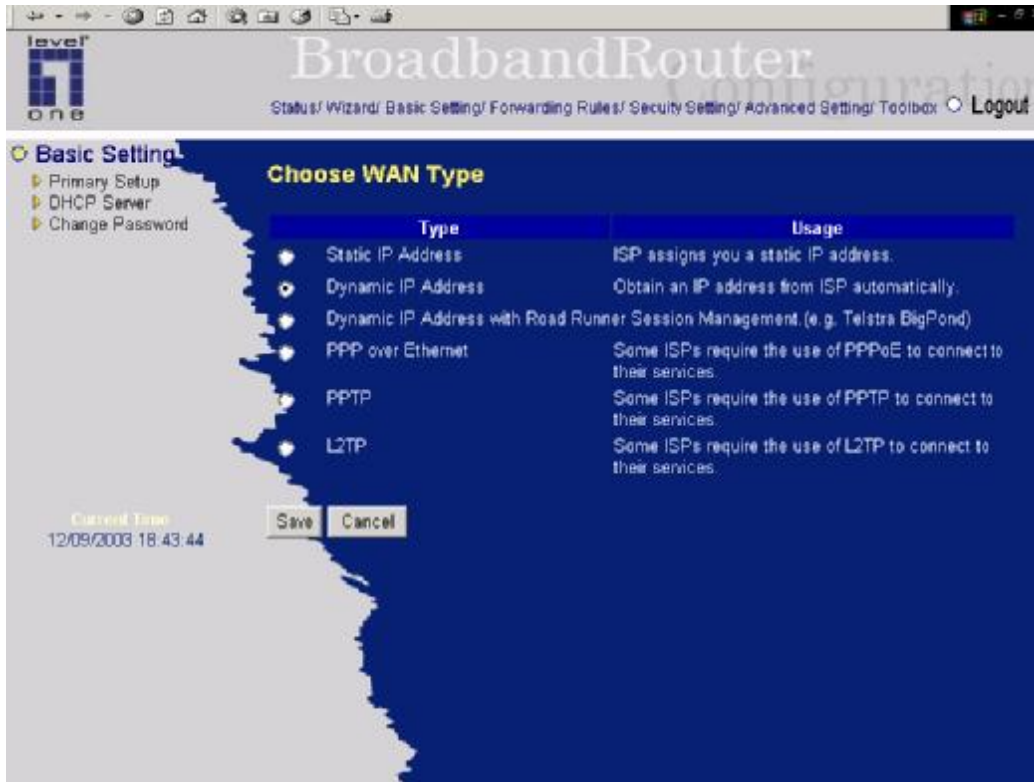 level
one
BroadbandRouter
Configuration
Status/ Wizard/ Basic Setting/ Forwarding Rules/ Secuity Setting/ Advanced Setting/ Toolbox Logout
Basic Setting
Primary Setup
DHCP Server
Change Password
Choose WAN Type
Type Usage
Static IP Address ISP assigns you a static IP address.
Dynamic IP Address Obtain an IP address from ISP automatically.
Dynamic IP Address with Road Runner Session Management.(e.g. Telstra BigPond)
PPP over Ethernet Some ISPs require the use of PPPoE to connect to
their services.
PPTP Some ISPs require the use of PPTP to connect to
their services.
L2TP Some ISPs require the use of L2TP to connect to
their services.
Save Cancel
Current Time
12/09/2003 18:43:44